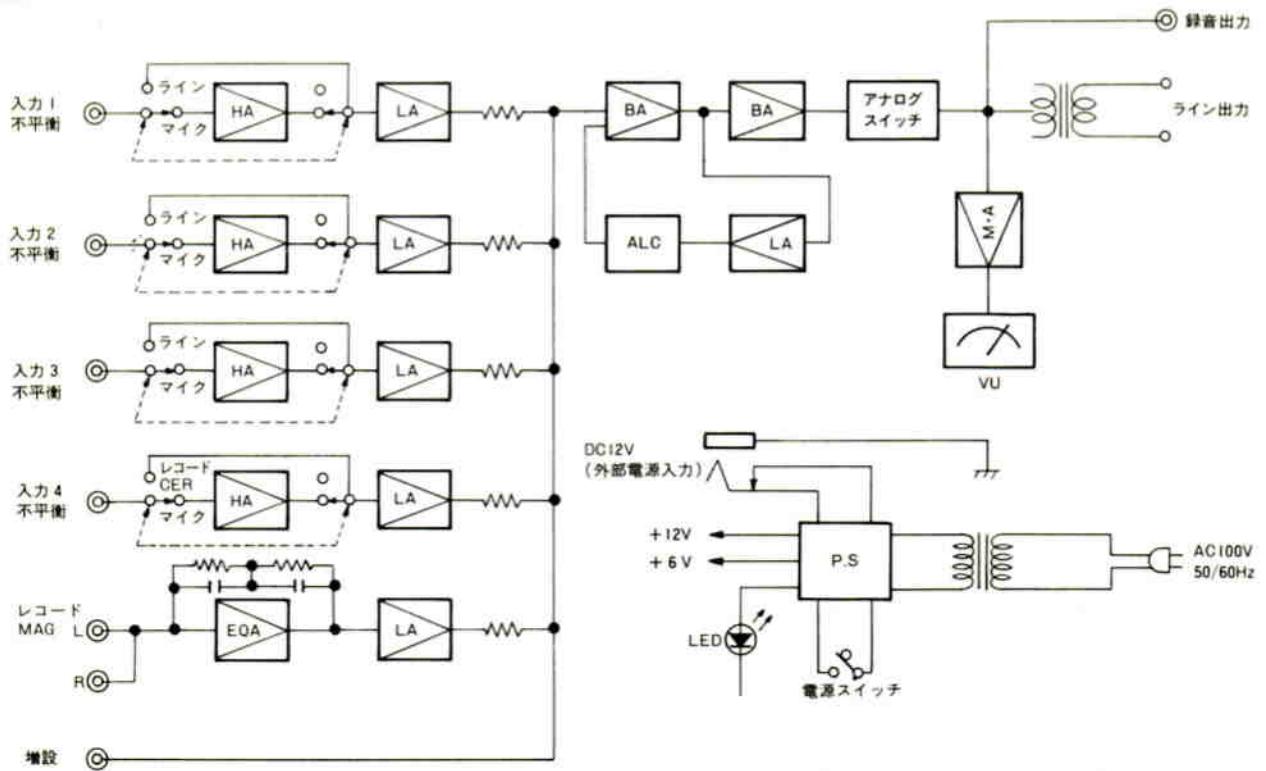 録音出力
ライン出力
入力1
不平衡
ライン
マイク
HA
LA
BA
BA
アナログ
スイッチ
ALC
LA
M・A
VU
入力2
不平衡
ライン
マイク
HA
LA
入力3
不平衡
ライン
マイク
HA
LA
入力4
不平衡
レコード
CER
マイク
HA
LA
レコード
MAG L
R
EQA
LA
増設
DC12V
(外部電源入力)
+12V
+6V
P.S
LED
電源スイッチ
AC100V
50/60Hz